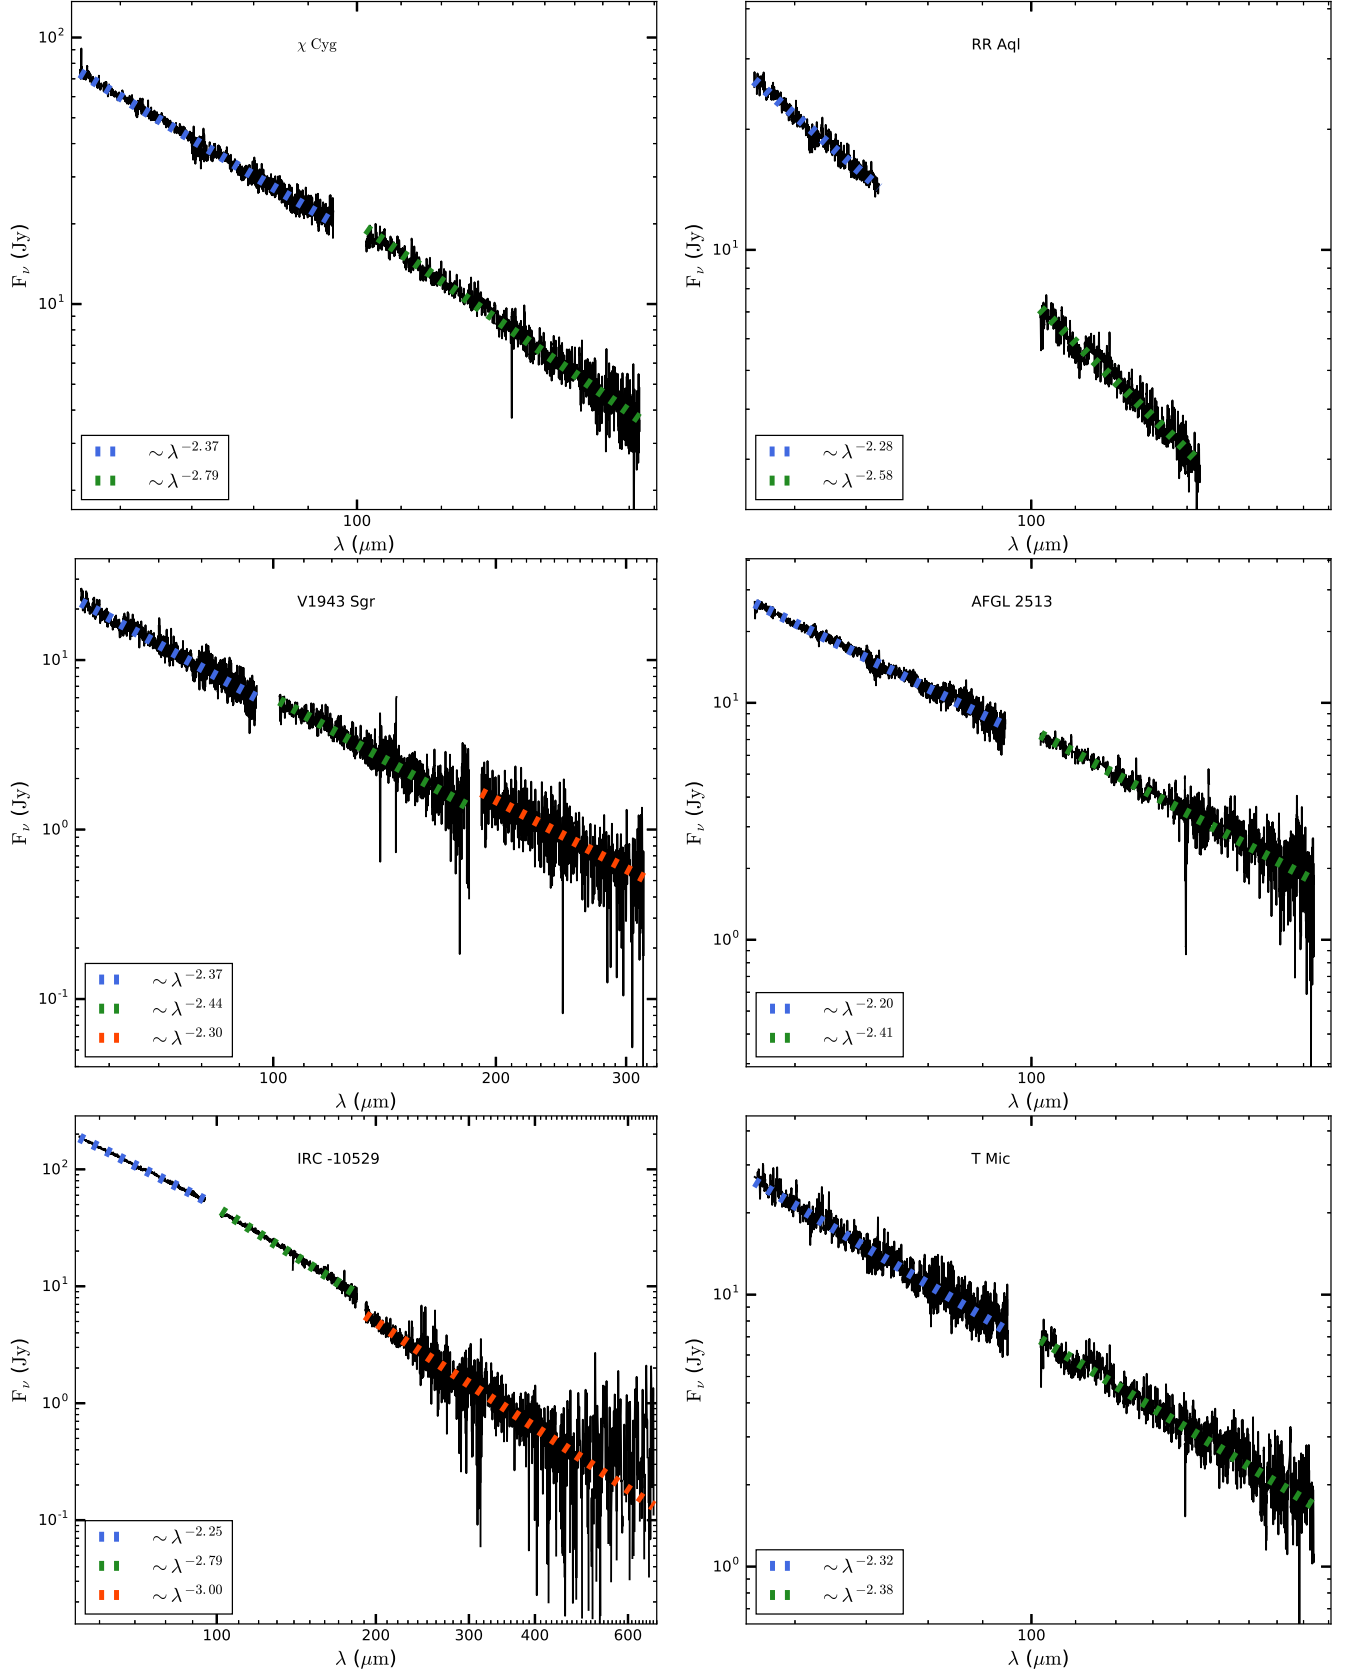 χ Cyg
10²
10¹
F_ν (Jy)
∼ λ^−2.37
∼ λ^−2.79
100
λ (μm)
RR Aql
10¹
F_ν (Jy)
∼ λ^−2.28
∼ λ^−2.58
100
λ (μm)
V1943 Sgr
10¹
10⁰
10⁻¹
F_ν (Jy)
∼ λ^−2.37
∼ λ^−2.44
∼ λ^−2.30
100 200 300
λ (μm)
AFGL 2513
10¹
10⁰
F_ν (Jy)
∼ λ^−2.20
∼ λ^−2.41
100
λ (μm)
IRC -10529
10²
10¹
10⁰
10⁻¹
F_ν (Jy)
∼ λ^−2.25
∼ λ^−2.79
∼ λ^−3.00
100 200 300 400 600
λ (μm)
T Mic
10¹
10⁰
F_ν (Jy)
∼ λ^−2.32
∼ λ^−2.38
100
λ (μm)